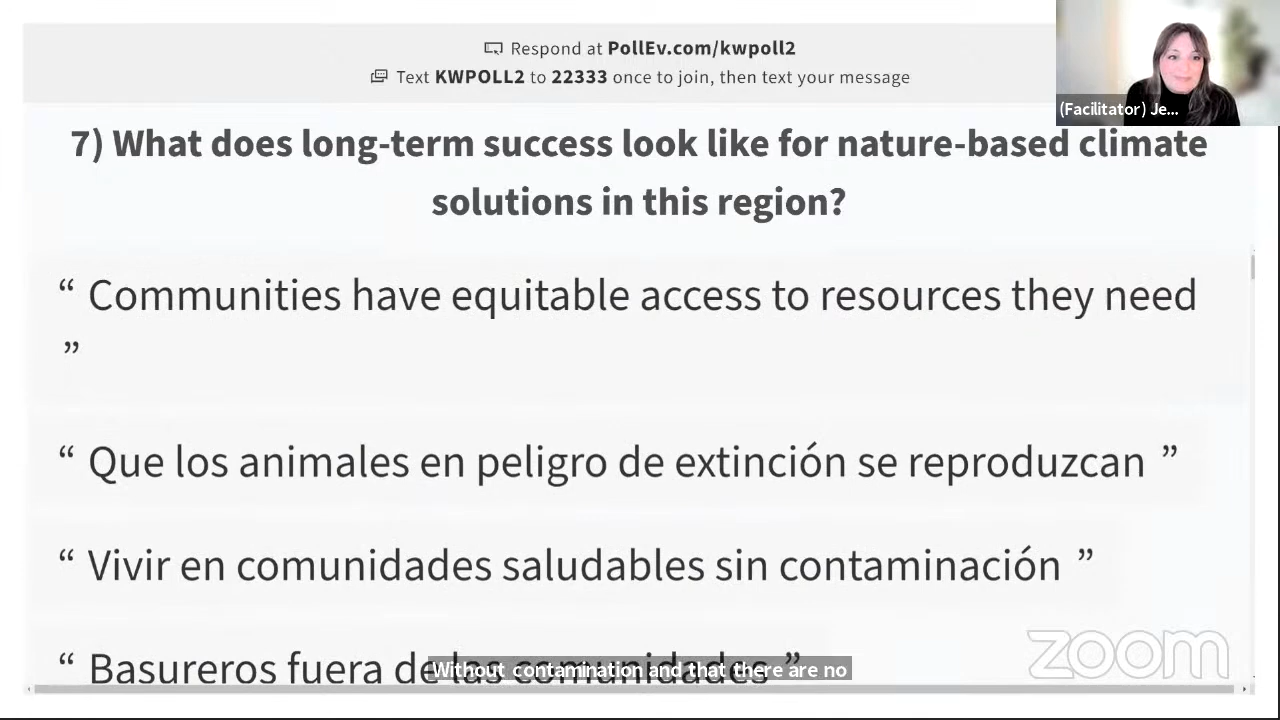 Respond at PollEv.com/kwpoll2
Text KWPOLL2 to 22333 once to join, then text your message
(Facilitator) Je...
7) What does long-term success look like for nature-based climate
solutions in this region?
“ Communities have equitable access to resources they need
”
“ Que los animales en peligro de extinción se reproduzcan ”
“ Vivir en comunidades saludables sin contaminación ”
“ Basureros fuera de las comunidades ”
Without contamination and that there are no
zoom